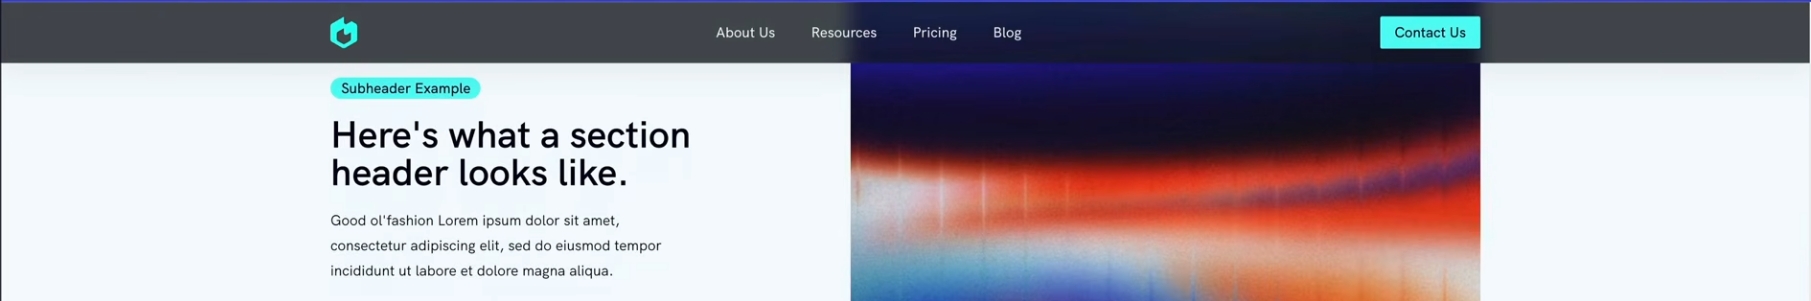 About Us
Resources
Pricing
Blog
Contact Us
Subheader Example
Here's what a section
header looks like.
Good ol'fashion Lorem ipsum dolor sit amet,
consectetur adipiscing elit, sed do eiusmod tempor
incididunt ut labore et dolore magna aliqua.